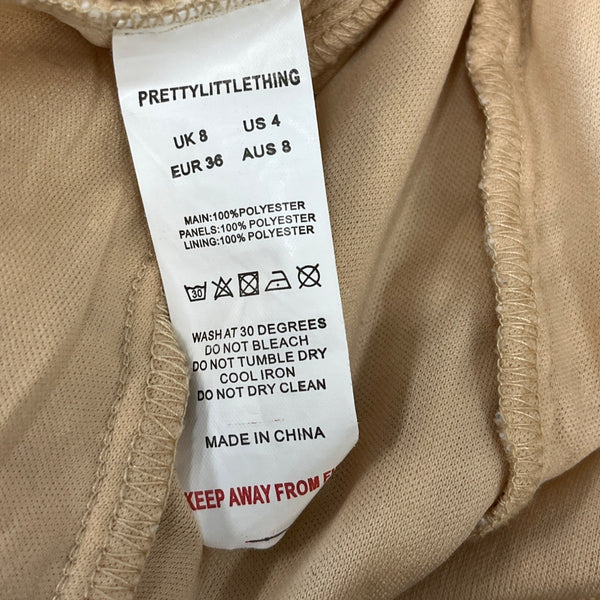 PRETTYLITTLETHING
UK 8 US 4
EUR 36 AUS 8
MAIN:100%POLYESTER
PANELS:100% POLYESTER
LINING:100% POLYESTER
30
WASH AT 30 DEGREES
DO NOT BLEACH
DO NOT TUMBLE DRY
COOL IRON
DO NOT DRY CLEAN
MADE IN CHINA
KEEP AWAY FROM